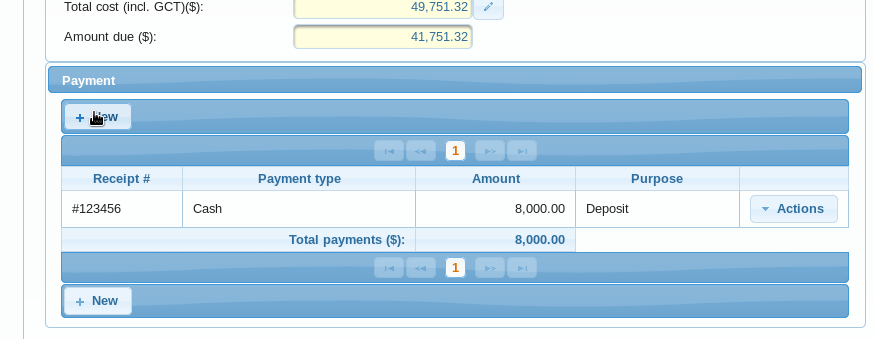 Total cost (incl. GCT)($): 49,751.32
Amount due ($): 41,751.32
Payment
+ New
1
Receipt # Payment type Amount Purpose
#123456 Cash 8,000.00 Deposit Actions
Total payments ($): 8,000.00
1
+ New